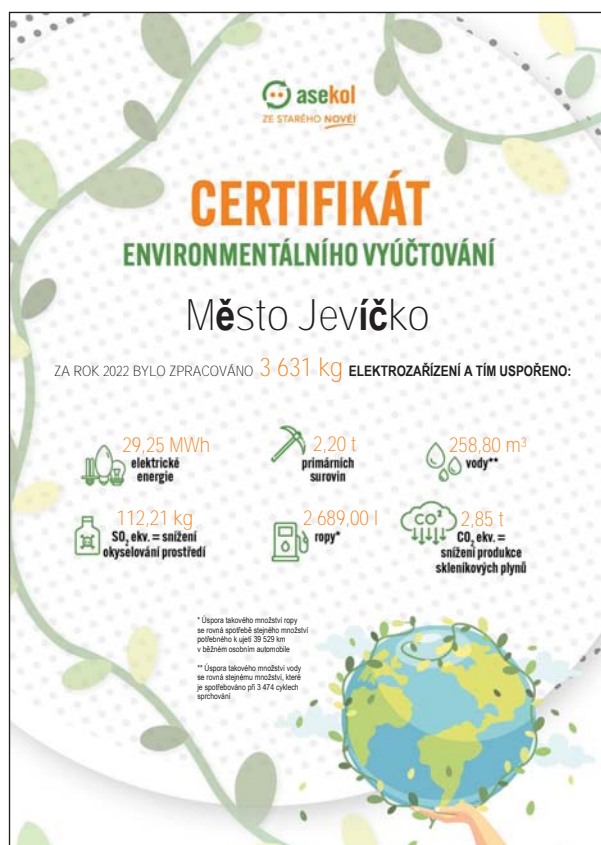 asekol
ZE STARÉHO NOVÉ!
CERTIFIKÁT
ENVIRONMENTÁLNÍHO VYÚČTOVÁNÍ
Město Jevíčko
ZA ROK 2022 BYLO ZPRACOVÁNO 3 631 kg ELEKTROZAŘÍZENÍ A TÍM USPOŘENO:
29,25 MWh
elektrické
energie
2,20 t
primárních
surovin
258,80 m³
vody**
112,21 kg
SO₂ ekv. = snížení
okyselování prostředí
2 689,00 l
ropy*
CO²
2,85 t
CO₂ ekv. =
snížení produkce
skleníkových plynů
* Úspora takového množství ropy
se rovná spotřebě stejného množství
potřebného k ujetí 39 529 km
v běžném osobním automobile
** Úspora takového množství vody
se rovná stejnému množství, které
je spotřebováno při 3 474 cyklech
sprchování